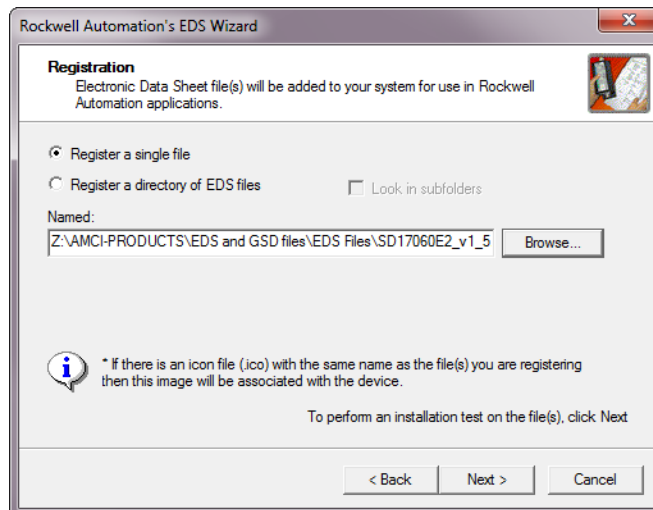 Rockwell Automation's EDS Wizard
Registration
Electronic Data Sheet file(s) will be added to your system for use in Rockwell
Automation applications.
Register a single file
Register a directory of EDS files
Look in subfolders
Named:
Z:\AMCI-PRODUCTS\EDS and GSD files\EDS Files\SD17060E2_v1_5
Browse...
* If there is an icon file (.ico) with the same name as the file(s) you are registering
then this image will be associated with the device.
To perform an installation test on the file(s), click Next
< Back
Next >
Cancel